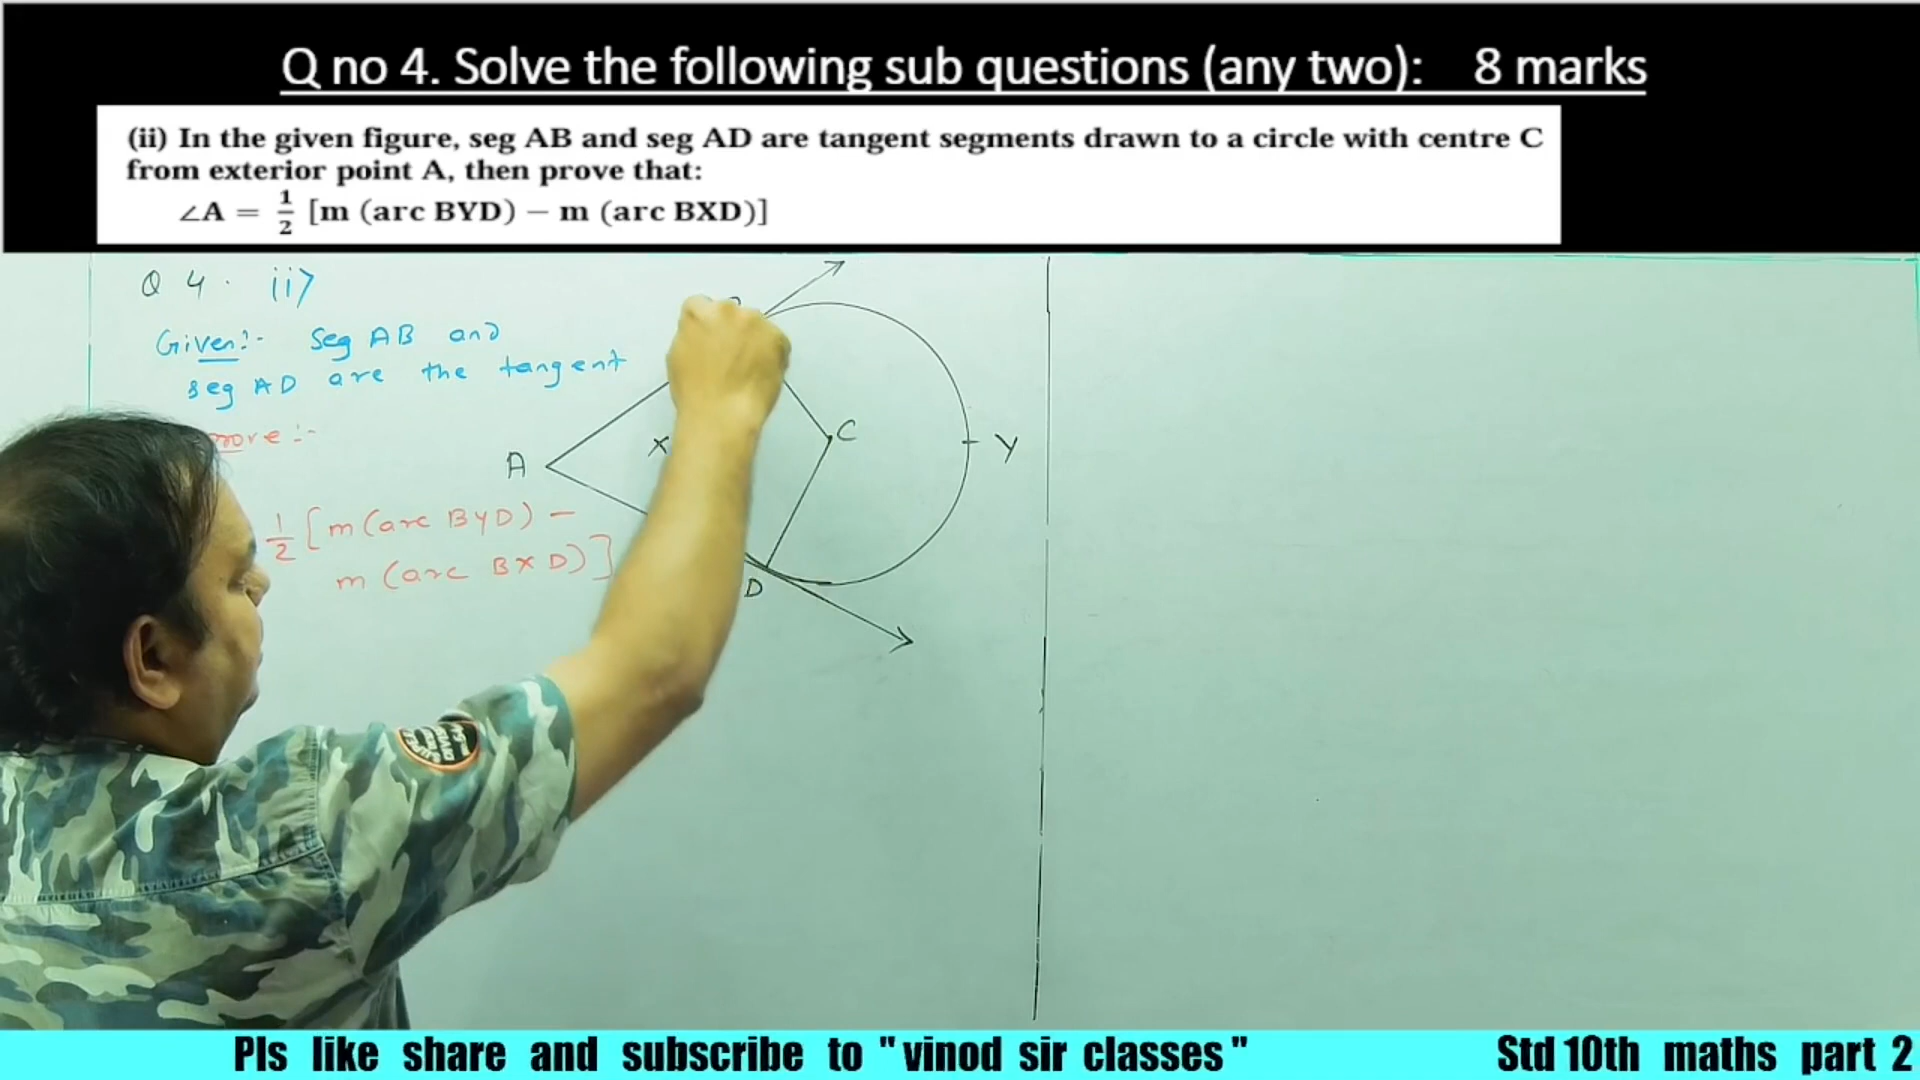 Q no 4. Solve the following sub questions (any two): 8 marks
(ii) In the given figure, seg AB and seg AD are tangent segments drawn to a circle with centre C
from exterior point A, then prove that:
∠A = 1/2 [m (arc BYD) – m (arc BXD)]
Q 4. ii)
Given:- seg AB and
seg AD are the tangent
prove :-
1/2 [m(arc BYD) –
m (arc BXD)]
A
X
C
Y
D
Pls like share and subscribe to "vinod sir classes"
Std 10th maths part 2